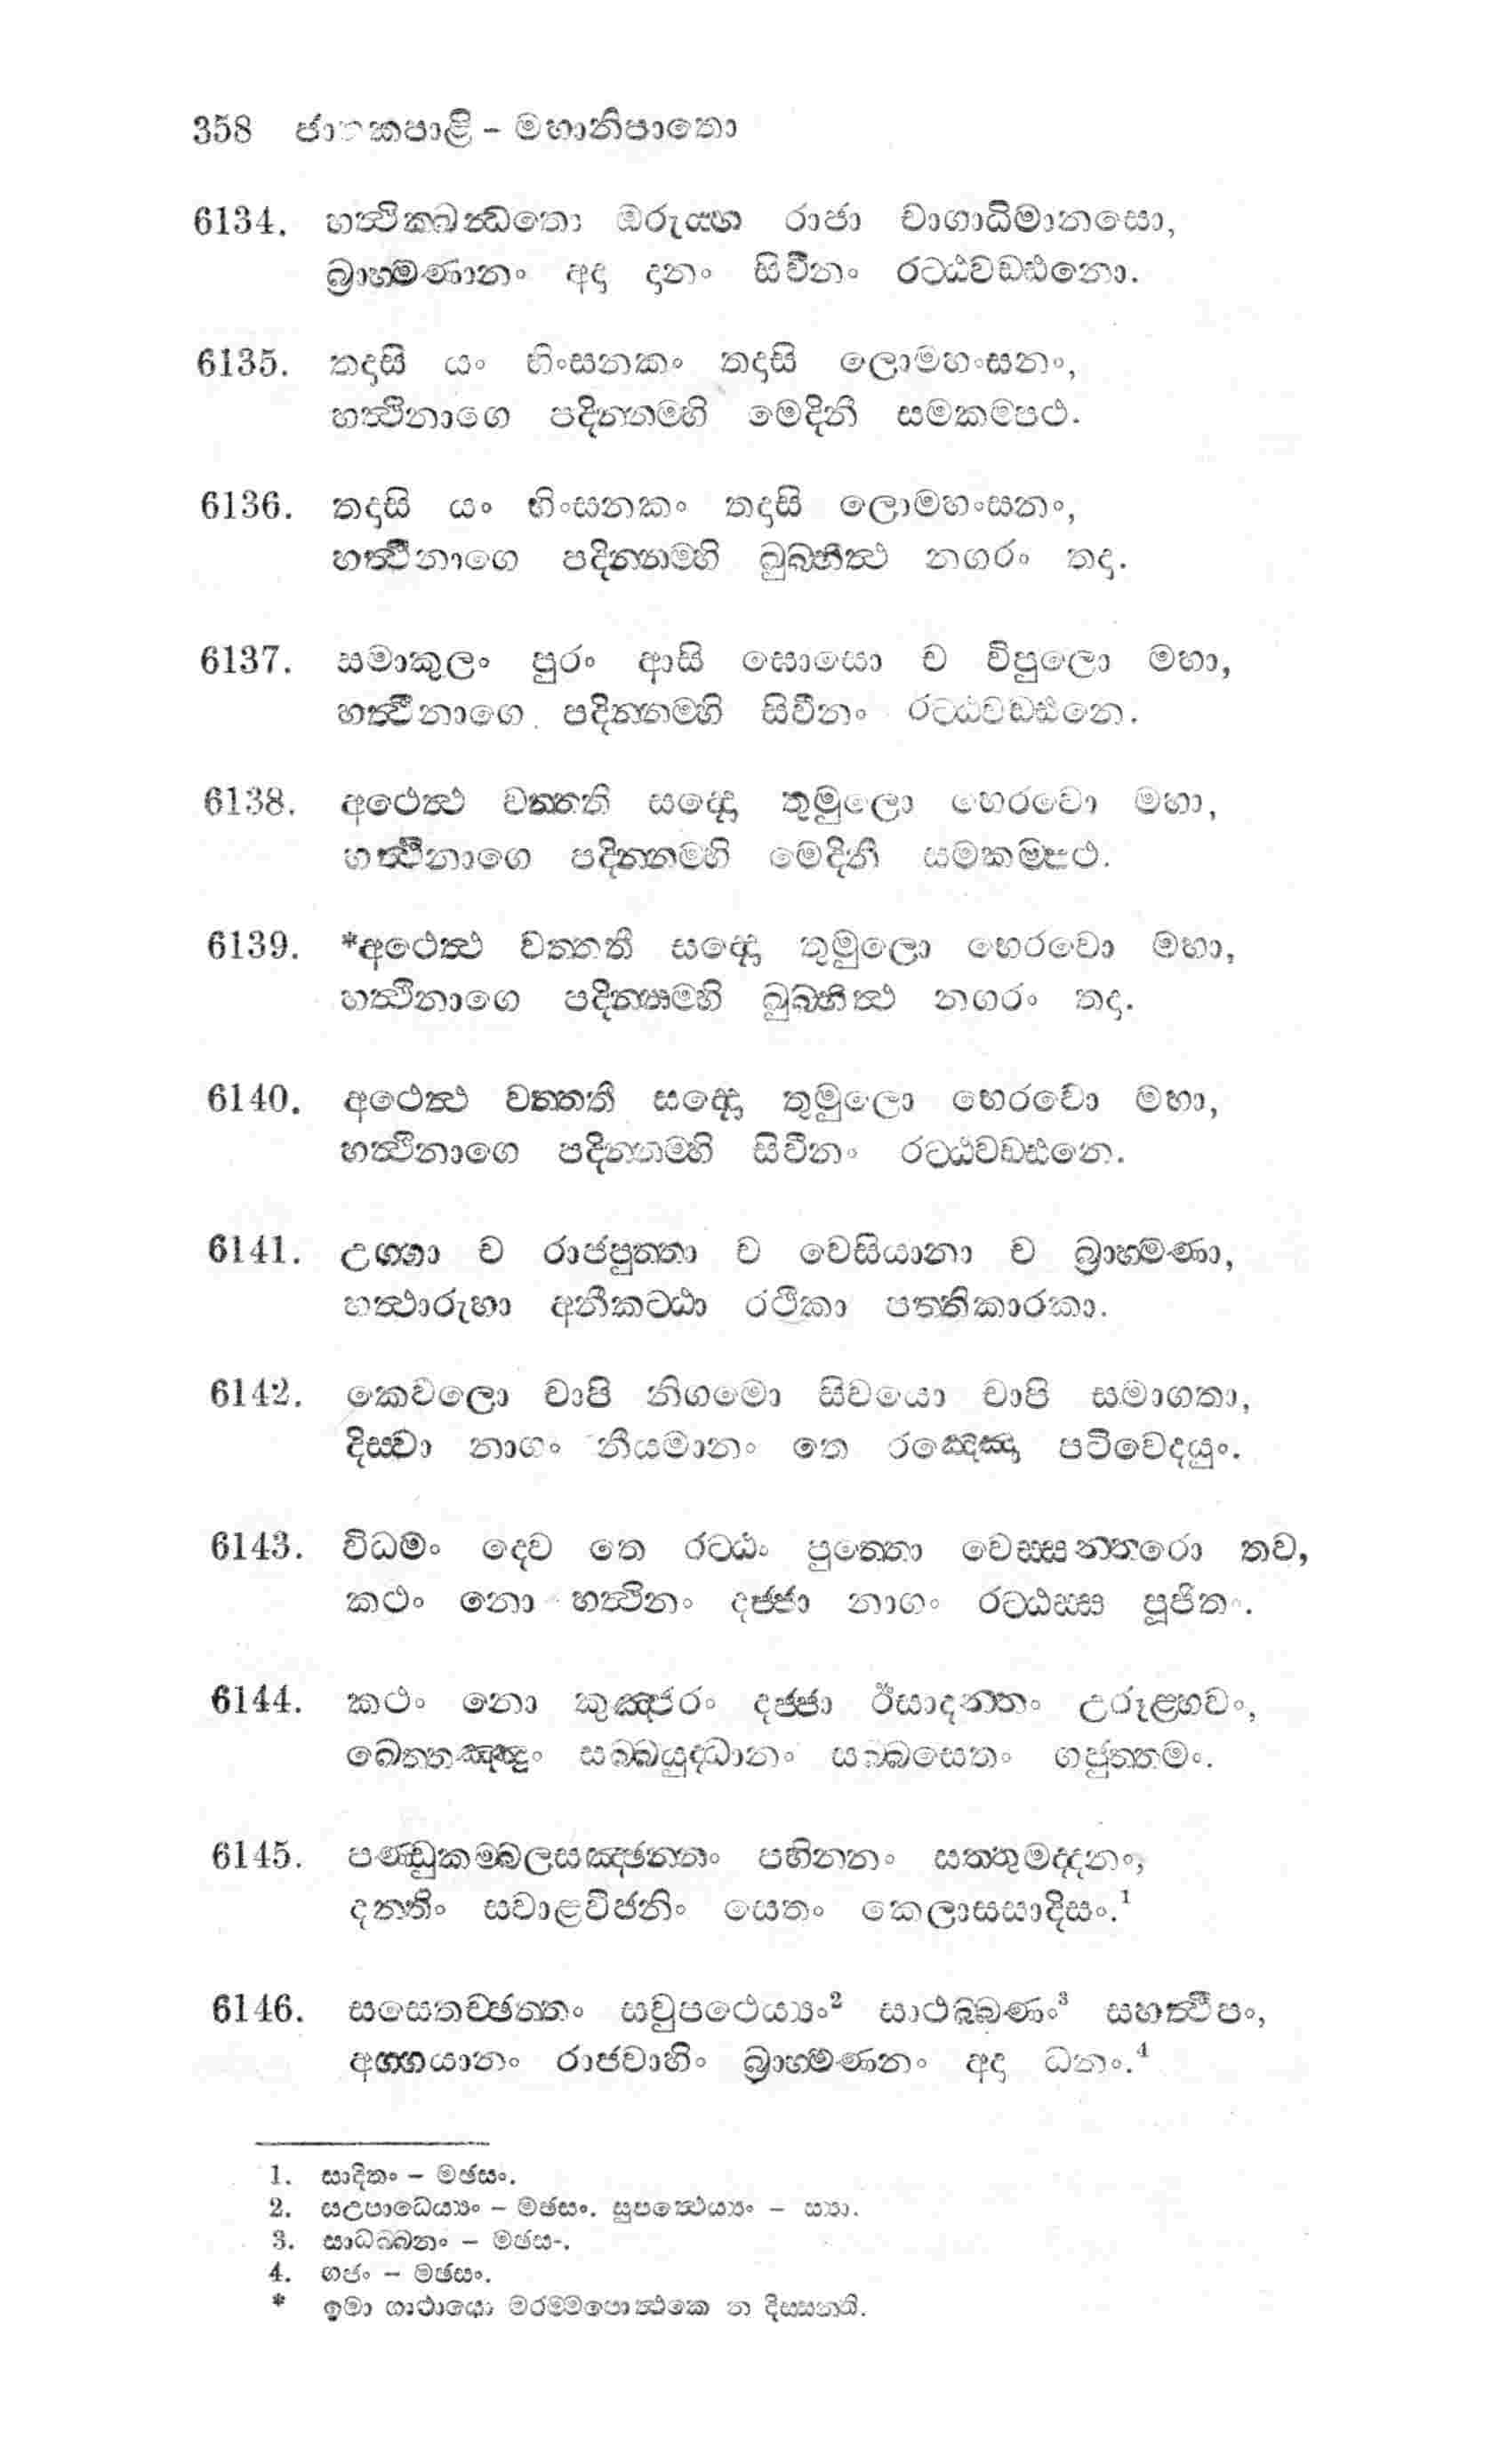 358 ජාතකපාළි - මහානිපාතො
6134. හත්ථික්ඛන්ධතො ඔරුය්හ රාජා චාගාධිමානසො,
බ්‍රාහ්මණානං අදා දානං සිවීනං රට්ඨවඩ්ඪනො.
6135. තදාසි යං භිංසනකං තදාසි ලොමහංසනං,
හත්ථිනාගෙ පදින්නම්හි මෙදිනී සමකම්පථ.
6136. තදාසි යං භිංසනකං තදාසි ලොමහංසනං,
හත්ථිනාගෙ පදින්නම්හි ඛුබ්භිත්ථ නගරං තදා.
6137. සමාකුලං පුරං ආසි ඝොසො ච විපුලො මහා,
හත්ථිනාගෙ පදින්නම්හි සිවීනං රට්ඨවඩ්ඪනෙ.
6138. අථෙත්ථ වත්තති සද්දො තුමුලො භෙරවො මහා,
හත්ථිනාගෙ පදින්නම්හි මෙදිනී සමකම්පථ.
6139. *අථෙත්ථ වත්තතී සද්දො තුමුලො භෙරවො මහා,
හත්ථිනාගෙ පදින්නම්හි ඛුබ්භිත්ථ නගරං තදා.
6140. අථෙත්ථ වත්තතී සද්දො තුමුලො භෙරවො මහා,
හත්ථිනාගෙ පදින්නම්හි සිවීනං රට්ඨවඩ්ඪනෙ.
6141. උග්ගා ච රාජපුත්තා ච වෙසියානා ච බ්‍රාහ්මණා,
හත්ථාරුහා අනීකට්ඨා රථිකා පත්තිකාරකා.
6142. කෙවලො චාපි නිගමො සිවයො චාපි සමාගතා,
දිස්වා නාගං නීයමානං තෙ රඤ්ඤො පටිවෙදයුං.
6143. විධමං දෙව තෙ රට්ඨං පුත්තො වෙස්සන්තරො තව,
කථං නො හත්ථිනං දජ්ජා නාගං රට්ඨස්ස පූජිතං.
6144. කථං නො කුඤ්ජරං දජ්ජා ඊසාදන්තං උරූළ්හවං,
ඛෙත්තඤ්ඤුං සබ්බයුද්ධානං සබ්බසෙතං ගජුත්තමං.
6145. පණ්ඩුකම්බලසඤ්ඡන්නං පභින්නං සත්තුමද්දනං,
දන්තිං සවාළවීජනිං සෙතං කෙලාසසාදිසං.¹
6146. සසෙතච්ඡත්තං සවුපථෙය්‍යං² සාථබ්බණං³ සහත්ථිපං,
අග්ගයානං රාජවාහිං බ්‍රාහ්මණනං අදා ධනං.⁴
1. සාදිතං - මඡසං.
2. සඋපාධෙය්‍යං - මඡසං. සුපත්ථෙය්‍යං - ස්‍යා.
3. සාධබ්බනං - මඡසං.
4. ගජං - මඡසං.
* ඉමා ගාථායො මරම්මපොත්ථකෙ න දිස්සන්ති.